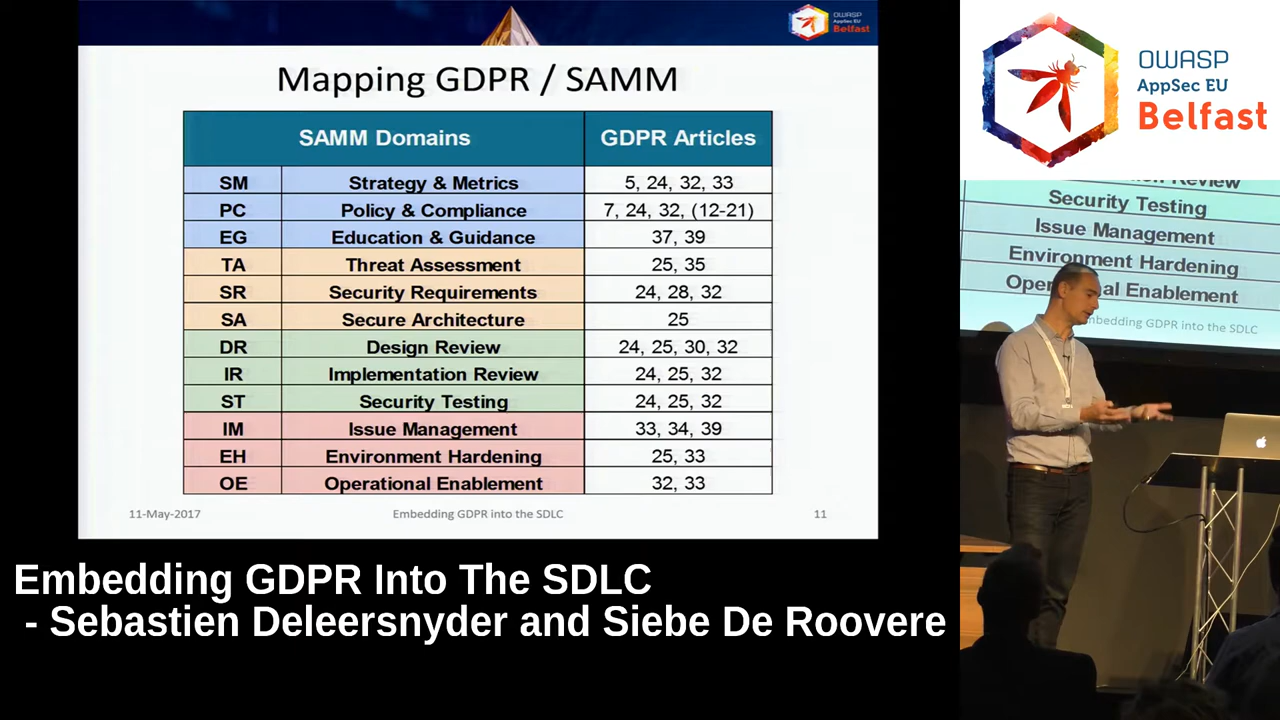 OWASP
AppSec EU
Belfast
Mapping GDPR / SAMM
SAMM Domains GDPR Articles
SM Strategy & Metrics 5, 24, 32, 33
PC Policy & Compliance 7, 24, 32, (12-21)
EG Education & Guidance 37, 39
TA Threat Assessment 25, 35
SR Security Requirements 24, 28, 32
SA Secure Architecture 25
DR Design Review 24, 25, 30, 32
IR Implementation Review 24, 25, 32
ST Security Testing 24, 25, 32
IM Issue Management 33, 34, 39
EH Environment Hardening 25, 33
OE Operational Enablement 32, 33
11-May-2017 Embedding GDPR into the SDLC 11
Embedding GDPR Into The SDLC
- Sebastien Deleersnyder and Siebe De Roovere
OWASP
AppSec EU
Belfast
Review
Security Testing
Issue Management
Environment Hardening
Enablement
GDPR into the SDLC